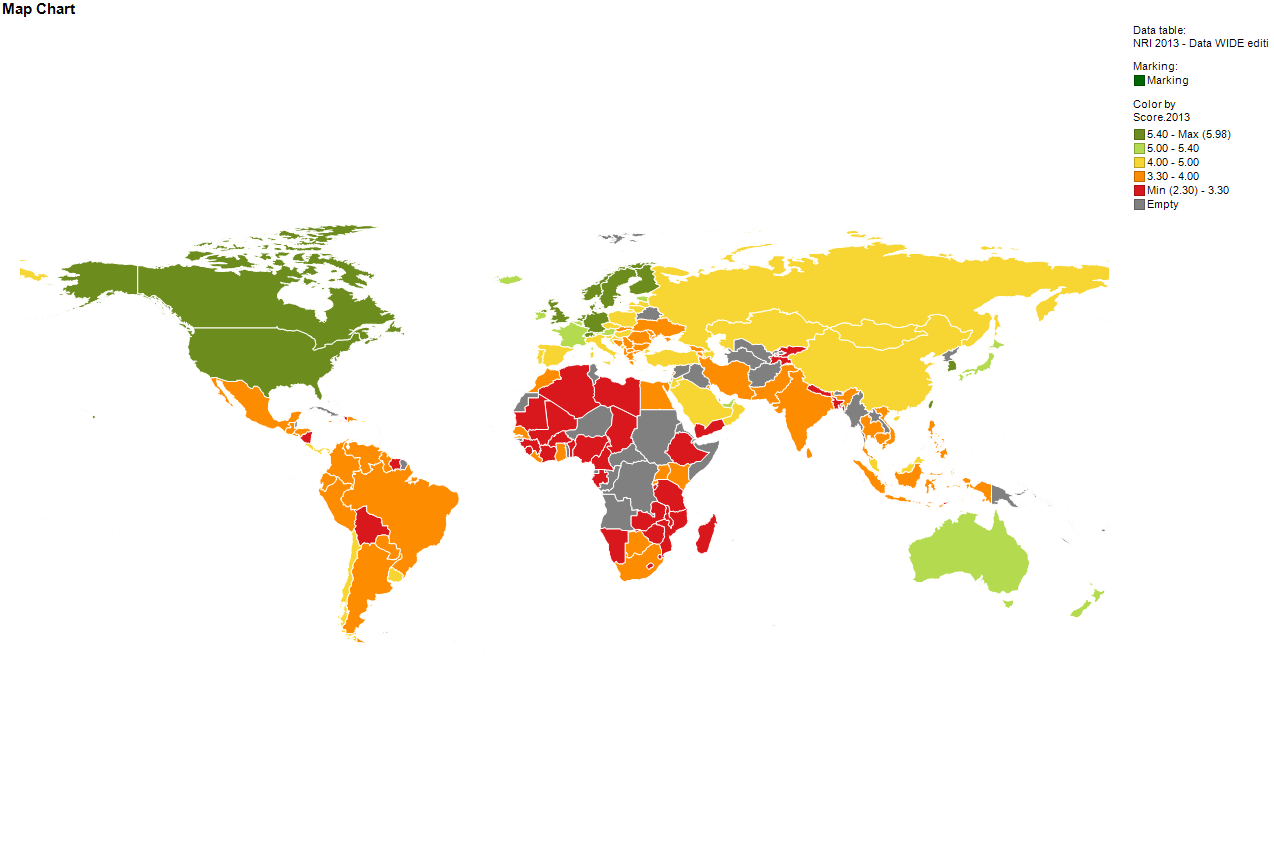 Map Chart
Data table:
NRI 2013 - Data WIDE editi
Marking:
Marking
Color by
Score.2013
5.40 - Max (5.98)
5.00 - 5.40
4.00 - 5.00
3.30 - 4.00
Min (2.30) - 3.30
Empty